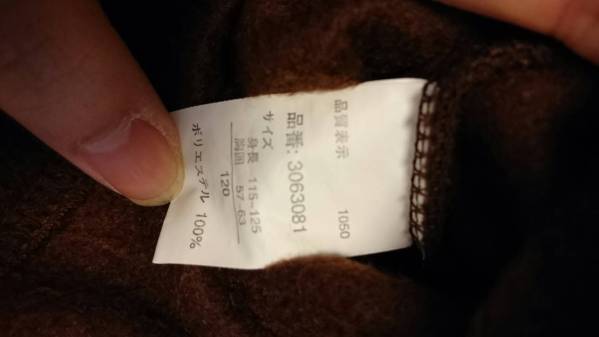 品質表示 1050
品番: 3063081
サイズ
身長 115-125
胸囲 57-63
120
ポリエステル 100%